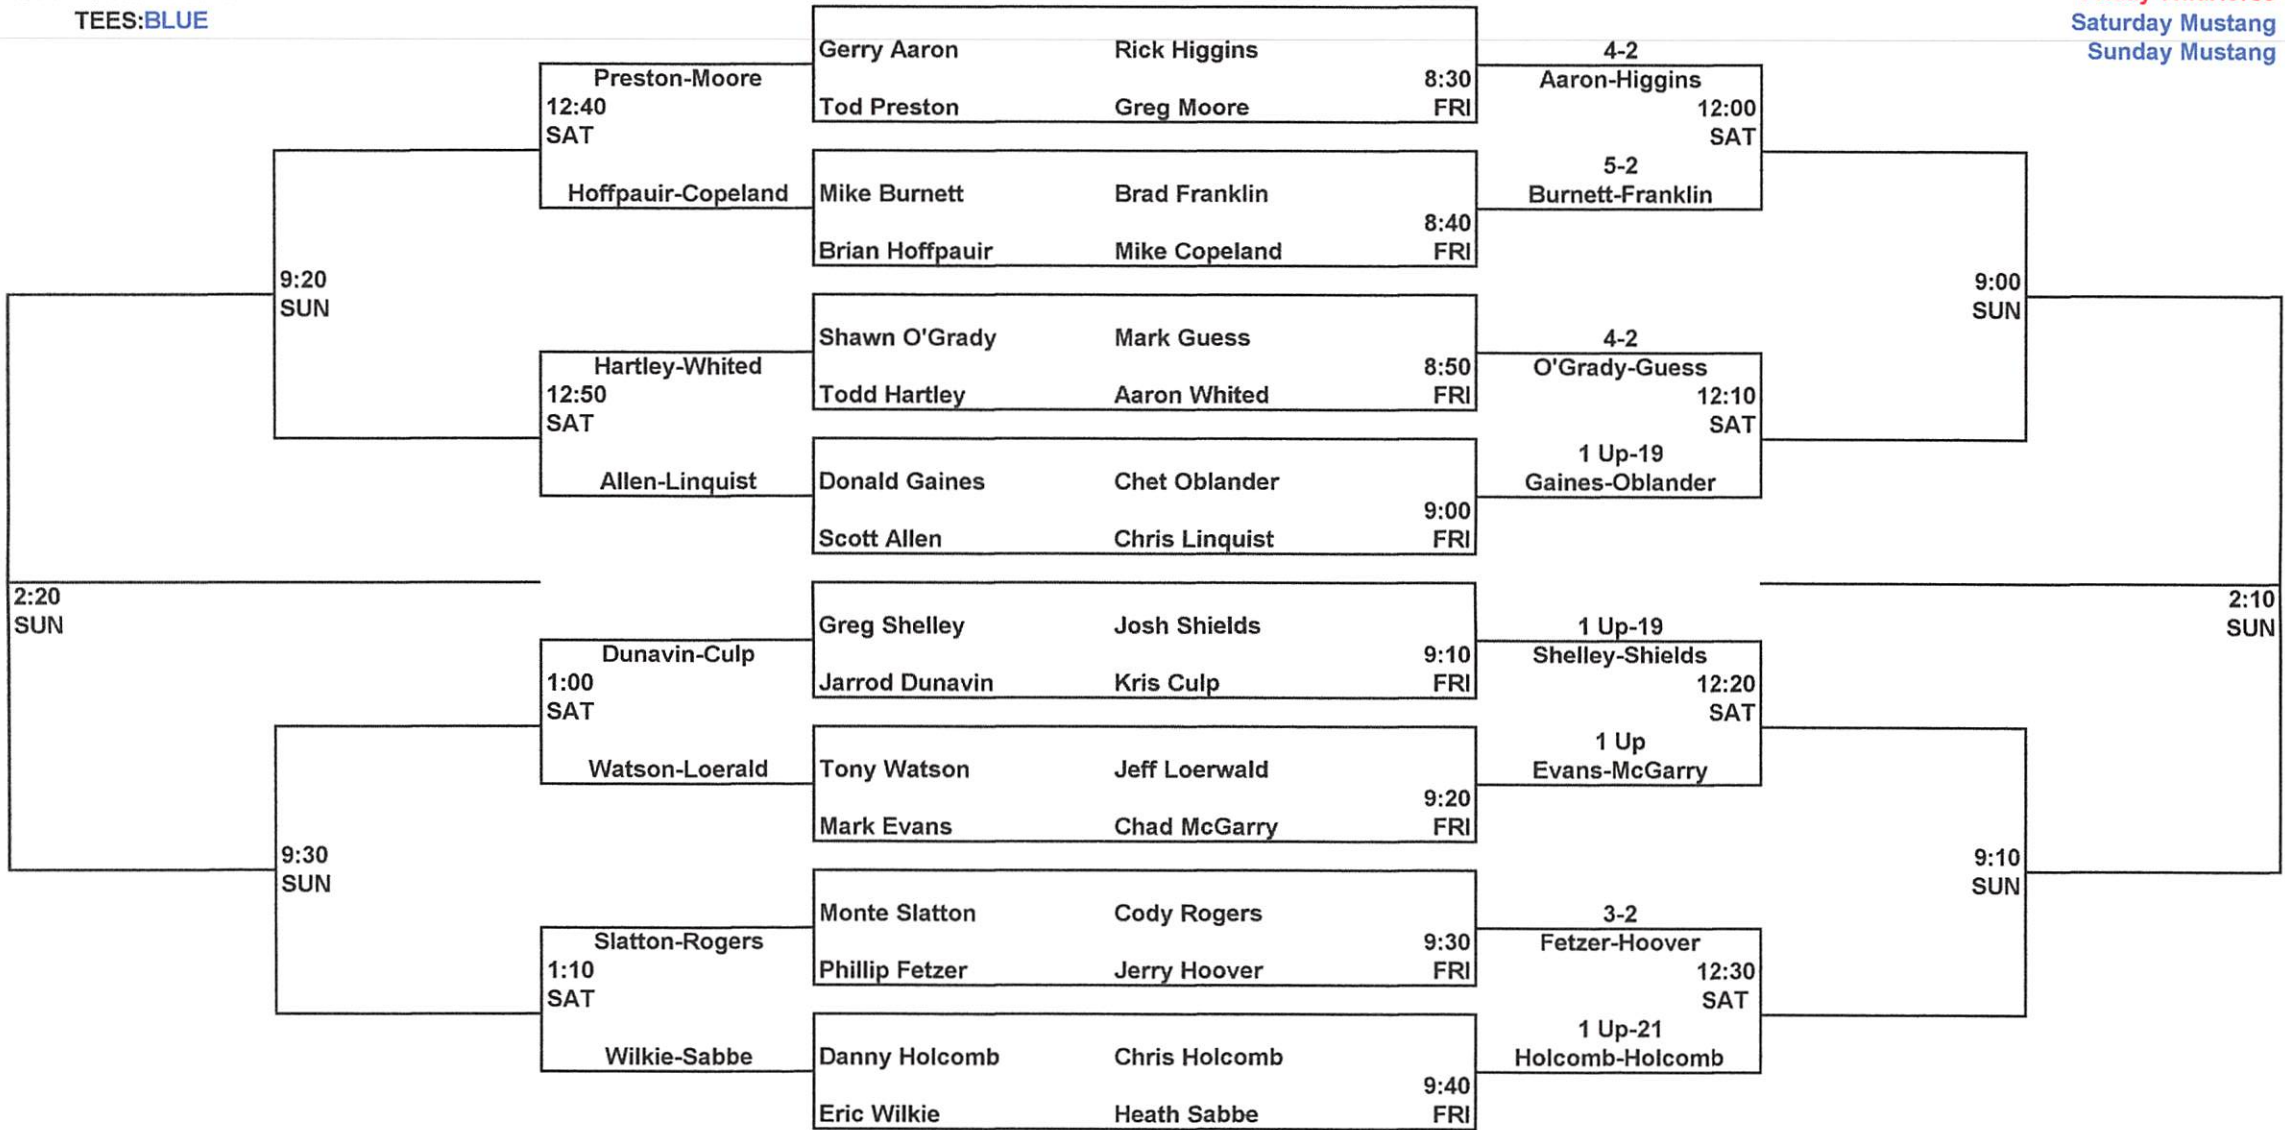 TEES:BLUE
Saturday Mustang
Sunday Mustang
Gerry Aaron Rick Higgins
8:30
Tod Preston Greg Moore FRI
Mike Burnett Brad Franklin
8:40
Brian Hoffpauir Mike Copeland FRI
Shawn O'Grady Mark Guess
8:50
Todd Hartley Aaron Whited FRI
Donald Gaines Chet Oblander
9:00
Scott Allen Chris Linquist FRI
Greg Shelley Josh Shields
9:10
Jarrod Dunavin Kris Culp FRI
Tony Watson Jeff Loerwald
9:20
Mark Evans Chad McGarry FRI
Monte Slatton Cody Rogers
9:30
Phillip Fetzer Jerry Hoover FRI
Danny Holcomb Chris Holcomb
9:40
Eric Wilkie Heath Sabbe FRI
Preston-Moore
12:40
SAT
Hoffpauir-Copeland
Hartley-Whited
12:50
SAT
Allen-Linquist
Dunavin-Culp
1:00
SAT
Watson-Loerald
Slatton-Rogers
1:10
SAT
Wilkie-Sabbe
9:20
SUN
9:30
SUN
2:20
SUN
4-2
Aaron-Higgins
12:00
SAT
5-2
Burnett-Franklin
4-2
O'Grady-Guess
12:10
SAT
1 Up-19
Gaines-Oblander
1 Up-19
Shelley-Shields
12:20
SAT
1 Up
Evans-McGarry
3-2
Fetzer-Hoover
12:30
SAT
1 Up-21
Holcomb-Holcomb
9:00
SUN
9:10
SUN
2:10
SUN